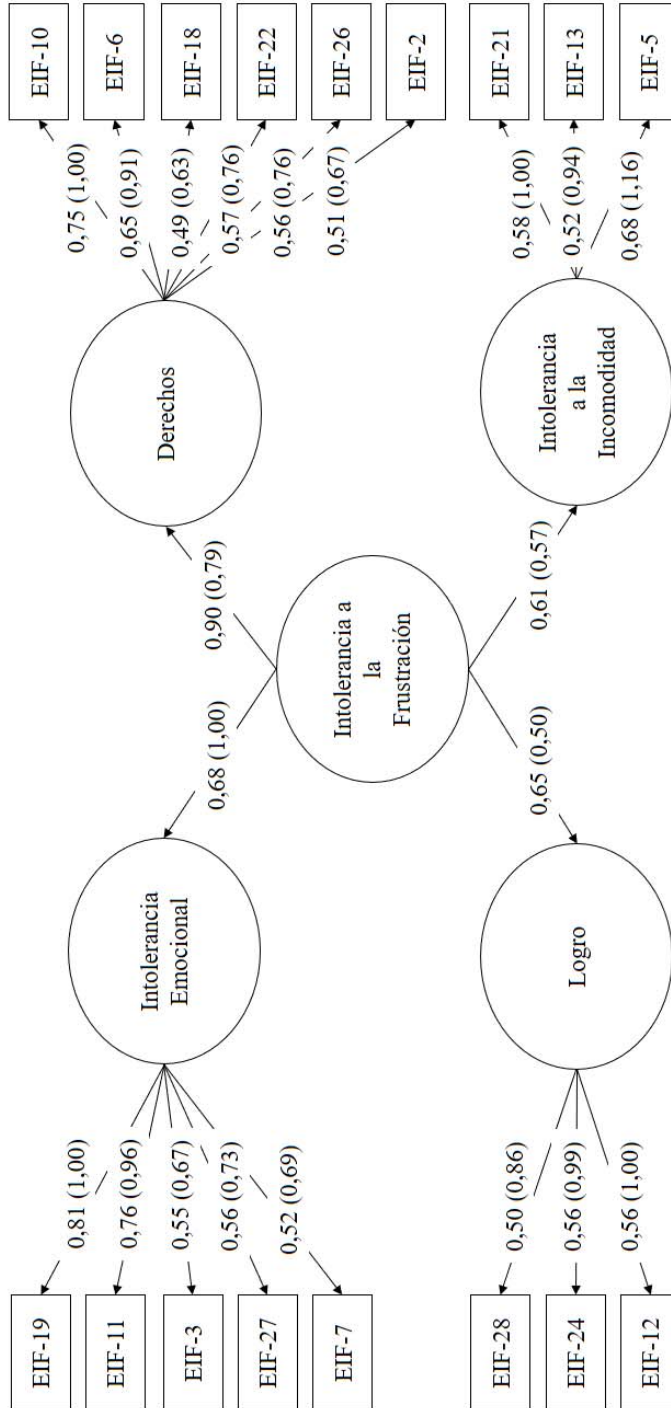 EIF-19
EIF-11
EIF-3
EIF-27
EIF-7
0,81 (1,00)
0,76 (0,96)
0,55 (0,67)
0,56 (0,73)
0,52 (0,69)
Intolerancia
Emocional
0,68 (1,00)
0,90 (0,79)
Derechos
0,75 (1,00)
0,65 (0,91)
0,49 (0,63)
0,57 (0,76)
0,56 (0,76)
0,51 (0,67)
EIF-10
EIF-6
EIF-18
EIF-22
EIF-26
EIF-2
Intolerancia a
la
Frustración
EIF-28
EIF-24
EIF-12
0,50 (0,86)
0,56 (0,99)
0,56 (1,00)
Logro
0,65 (0,50)
0,61 (0,57)
Intolerancia
a la
Incomodidad
0,58 (1,00)
0,52 (0,94)
0,68 (1,16)
EIF-21
EIF-13
EIF-5